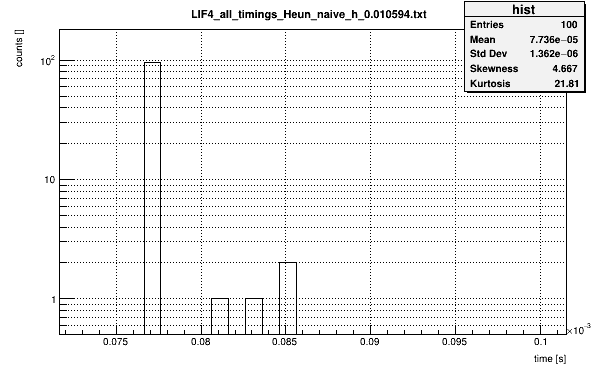 LIF4_all_timings_Heun_naive_h_0.010594.txt
hist
Entries 100
Mean 7.736e−05
Std Dev 1.362e−06
Skewness 4.667
Kurtosis 21.81
counts []
10²
10
1
0.075 0.08 0.085 0.09 0.095 0.1
×10⁻³
time [s]